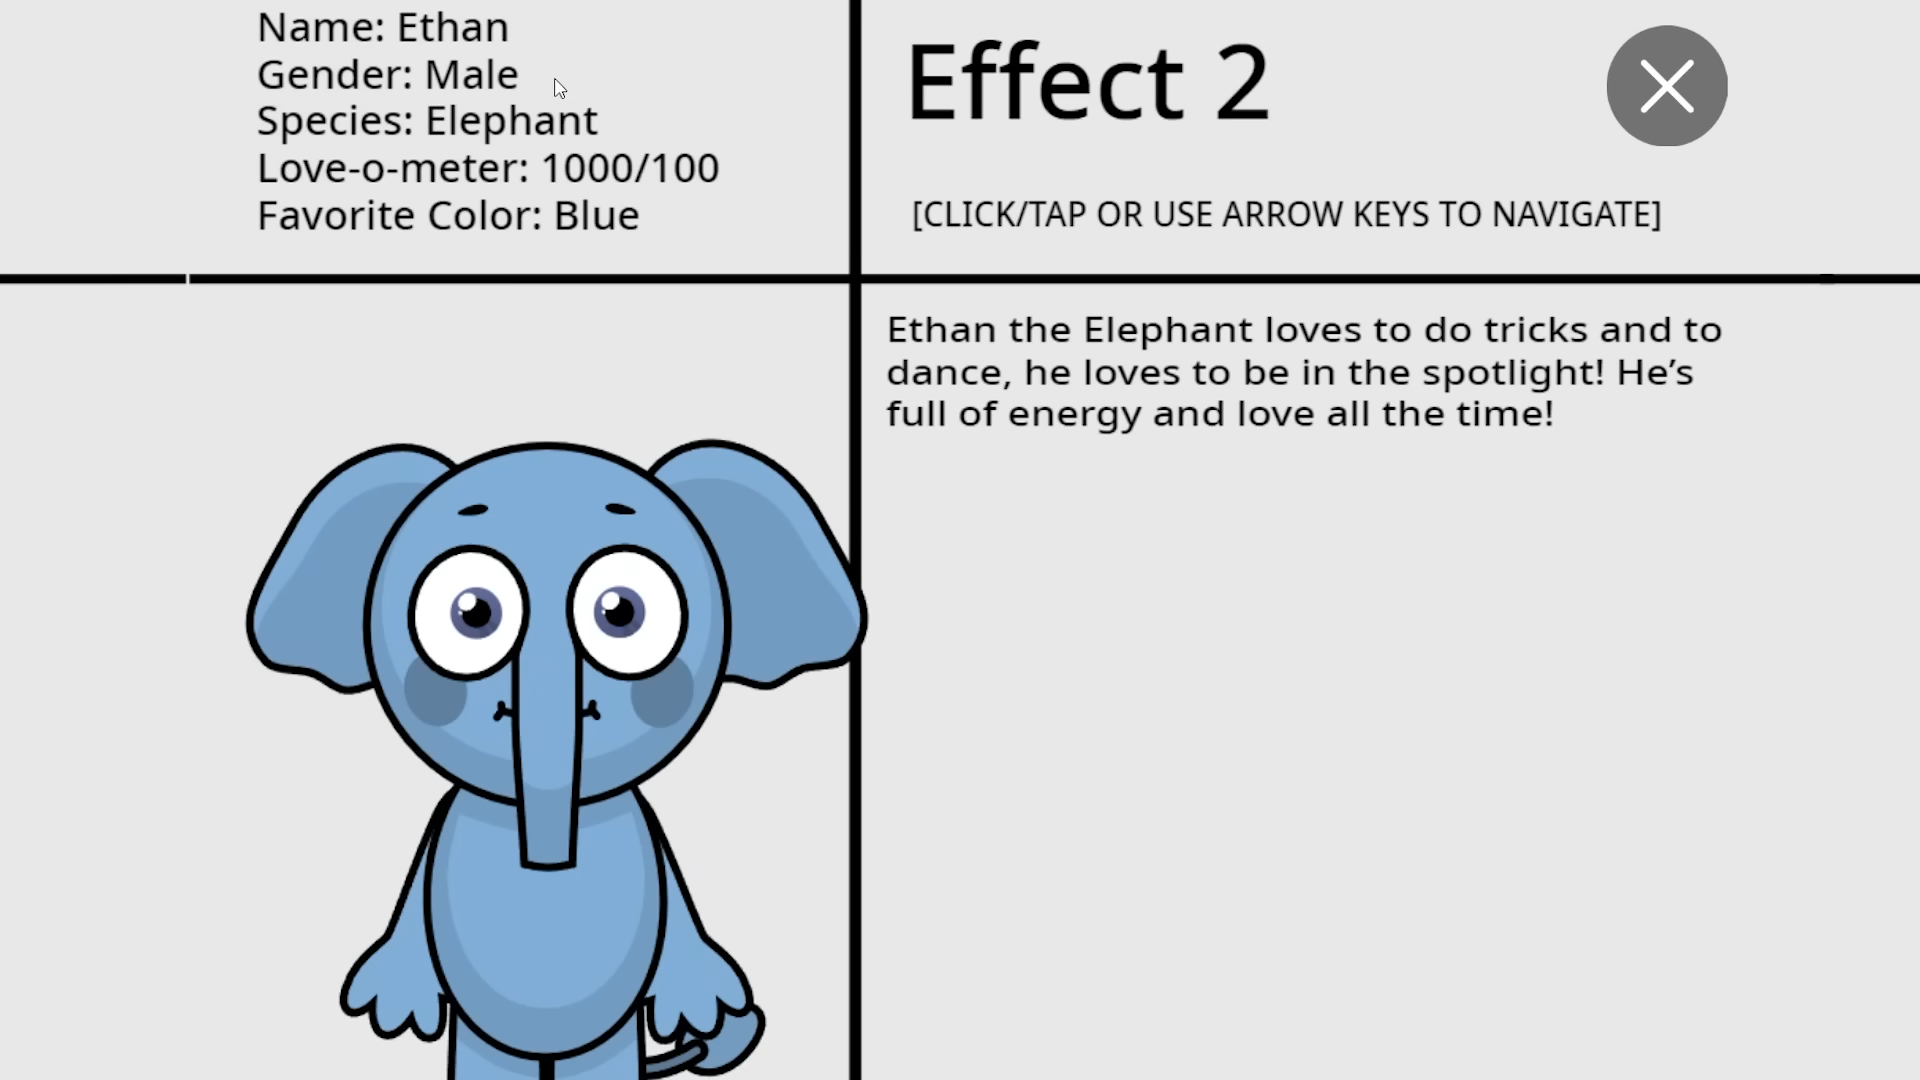 Name: Ethan
Gender: Male
Species: Elephant
Love-o-meter: 1000/100
Favorite Color: Blue
Effect 2
[CLICK/TAP OR USE ARROW KEYS TO NAVIGATE]
Ethan the Elephant loves to do tricks and to
dance, he loves to be in the spotlight! He’s
full of energy and love all the time!